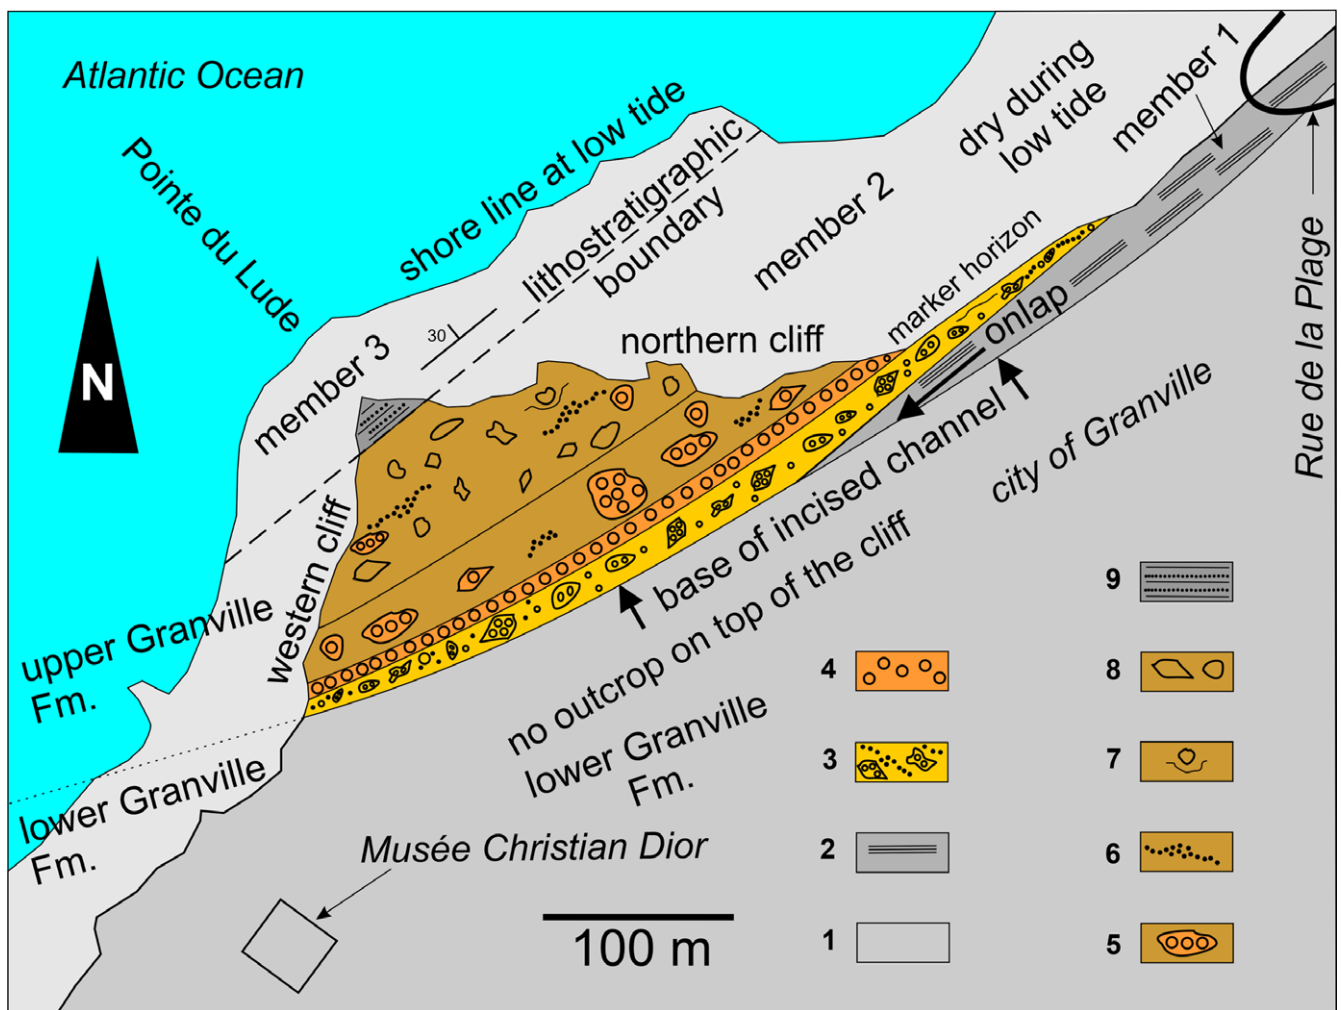 Atlantic Ocean
Pointe du Lude
shore line at low tide
lithostratigraphic
boundary
dry during
low tide
member 1
member 2
member 3
30
N
northern cliff
marker horizon
onlap
Rue de la Plage
city of Granville
western cliff
base of incised channel
no outcrop on top of the cliff
upper Granville
Fm.
lower Granville
Fm.
lower Granville
Fm.
Musée Christian Dior
100 m
9
4
8
3
7
2
6
1
5